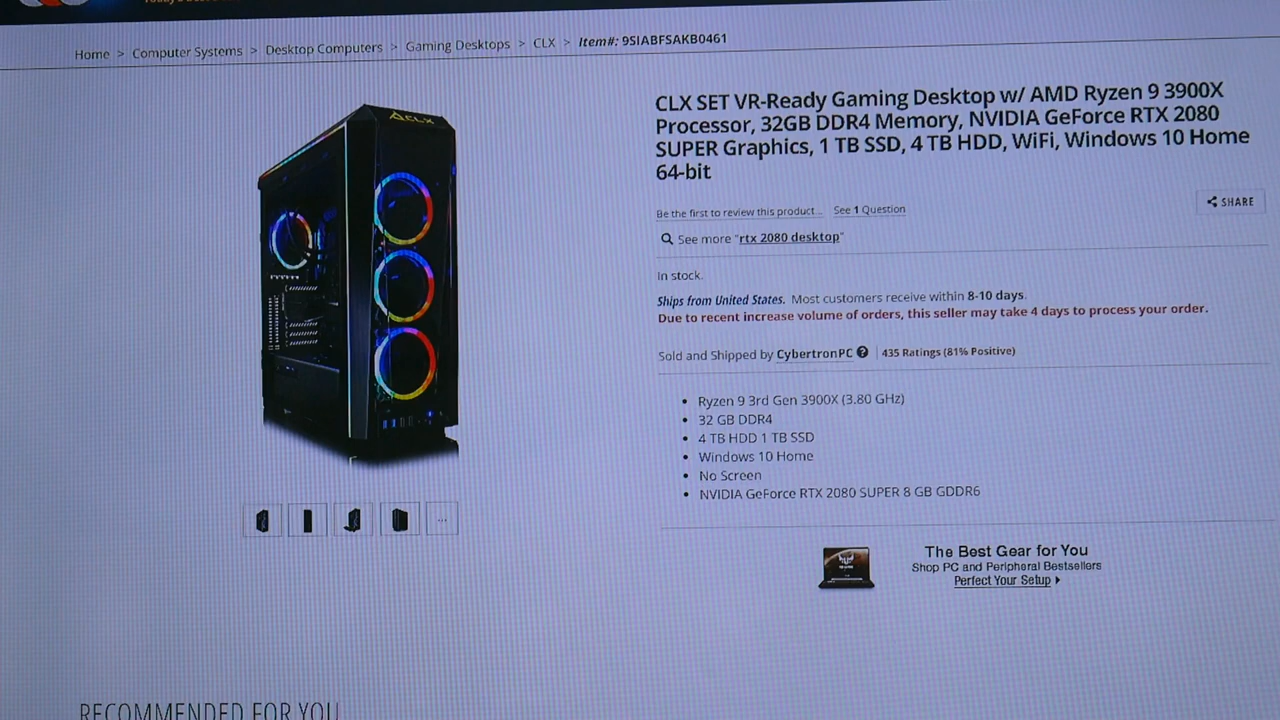 Home > Computer Systems > Desktop Computers > Gaming Desktops > CLX > Item#: 9SIABFSAKB0461
CLX
CLX SET VR-Ready Gaming Desktop w/ AMD Ryzen 9 3900X
Processor, 32GB DDR4 Memory, NVIDIA GeForce RTX 2080
SUPER Graphics, 1 TB SSD, 4 TB HDD, WiFi, Windows 10 Home
64-bit
SHARE
Be the first to review this product... See 1 Question
See more "rtx 2080 desktop"
In stock.
Ships from United States. Most customers receive within 8-10 days.
Due to recent increase volume of orders, this seller may take 4 days to process your order.
Sold and Shipped by CybertronPC ? | 435 Ratings (81% Positive)
• Ryzen 9 3rd Gen 3900X (3.80 GHz)
• 32 GB DDR4
• 4 TB HDD 1 TB SSD
• Windows 10 Home
• No Screen
• NVIDIA GeForce RTX 2080 SUPER 8 GB GDDR6
...
The Best Gear for You
Shop PC and Peripheral Bestsellers
Perfect Your Setup
RECOMMENDED FOR YOU